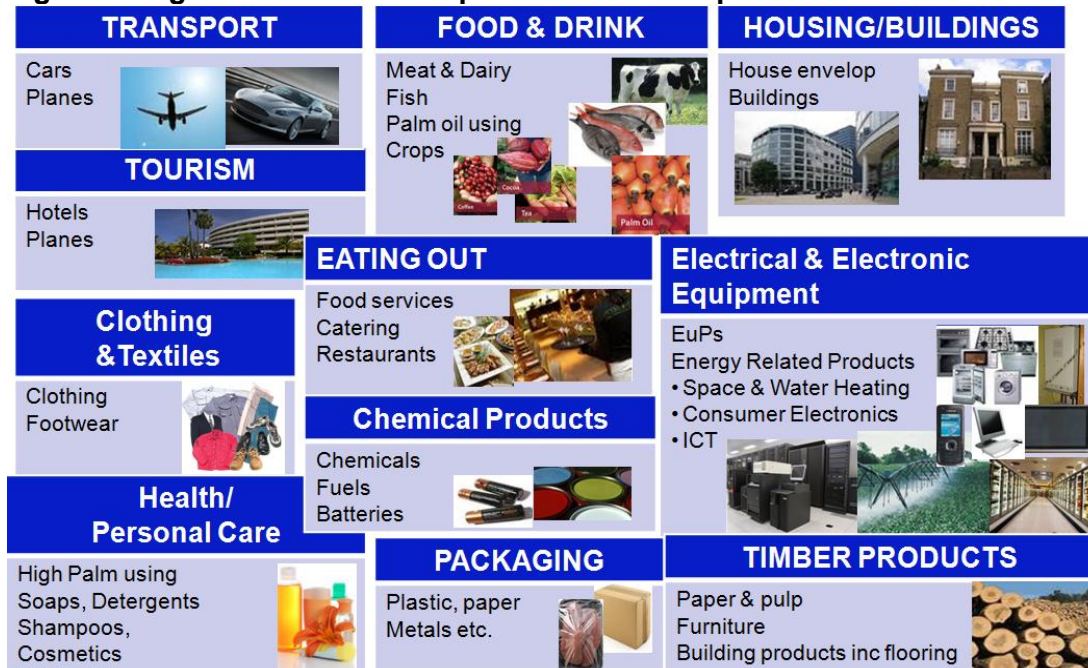 TRANSPORT
Cars
Planes
TOURISM
Hotels
Planes
Clothing
&Textiles
Clothing
Footwear
Health/
Personal Care
High Palm using
Soaps, Detergents
Shampoos,
Cosmetics
FOOD & DRINK
Meat & Dairy
Fish
Palm oil using
Crops
Coffee
Cocoa
Tea
Palm Oil
EATING OUT
Food services
Catering
Restaurants
Chemical Products
Chemicals
Fuels
Batteries
PACKAGING
Plastic, paper
Metals etc.
HOUSING/BUILDINGS
House envelop
Buildings
Electrical & Electronic
Equipment
EuPs
Energy Related Products
• Space & Water Heating
• Consumer Electronics
• ICT
TIMBER PRODUCTS
Paper & pulp
Furniture
Building products inc flooring